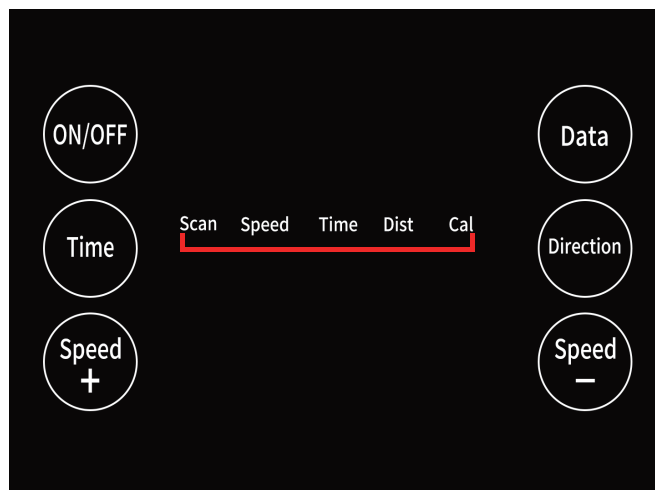 ON/OFF
Data
Scan Speed Time Dist Cal
Time
Direction
Speed
+
Speed
−